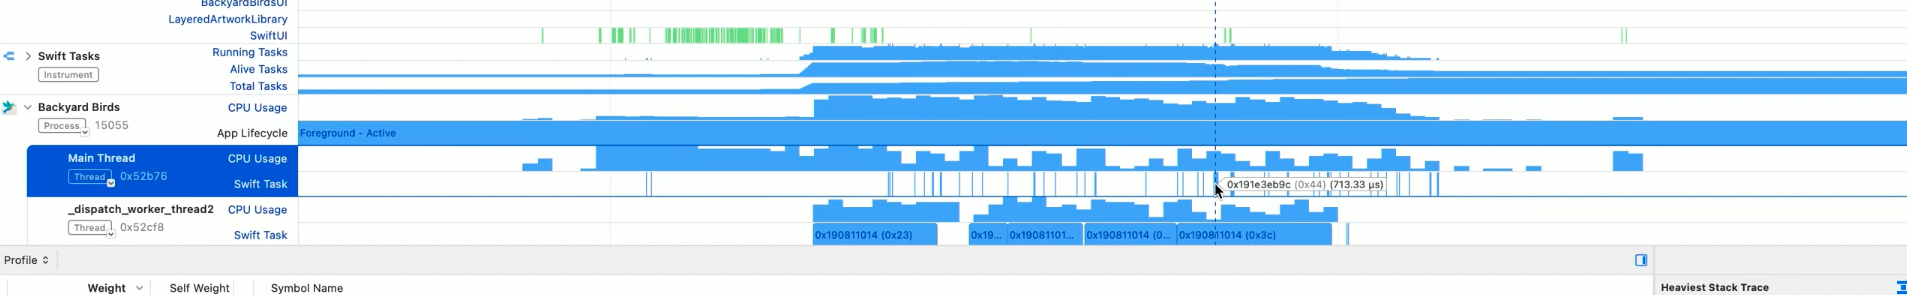 BackyardBirdsUI
LayeredArtworkLibrary
SwiftUI
Swift Tasks
Instrument
Running Tasks
Alive Tasks
Total Tasks
Backyard Birds
Process 15055
CPU Usage
App Lifecycle
Foreground - Active
Main Thread
Thread 0x52b76
CPU Usage
Swift Task
0x191e3eb9c (0x44) (713.33 µs)
_dispatch_worker_thread2
Thread 0x52cf8
CPU Usage
Swift Task
0x190811014 (0x23)
0x19...
0x19081101...
0x190811014 (0...
0x190811014 (0x3c)
Profile
Weight
Self Weight
Symbol Name
Heaviest Stack Trace